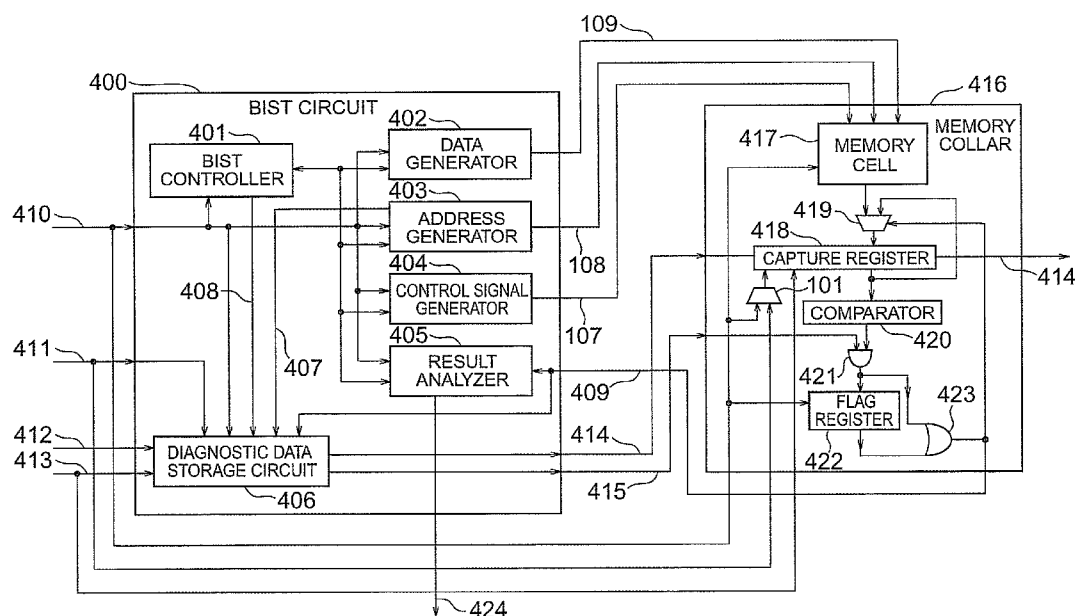 109
400
BIST CIRCUIT
416
401
BIST
CONTROLLER
402
DATA
GENERATOR
417
MEMORY
CELL
MEMORY
COLLAR
403
ADDRESS
GENERATOR
419
410
108
418
CAPTURE REGISTER
414
404
CONTROL SIGNAL
GENERATOR
408
107
101
COMPARATOR
420
411
407
405
RESULT
ANALYZER
409
421
FLAG
REGISTER
422
423
412
413
DIAGNOSTIC DATA
STORAGE CIRCUIT
406
414
415
424